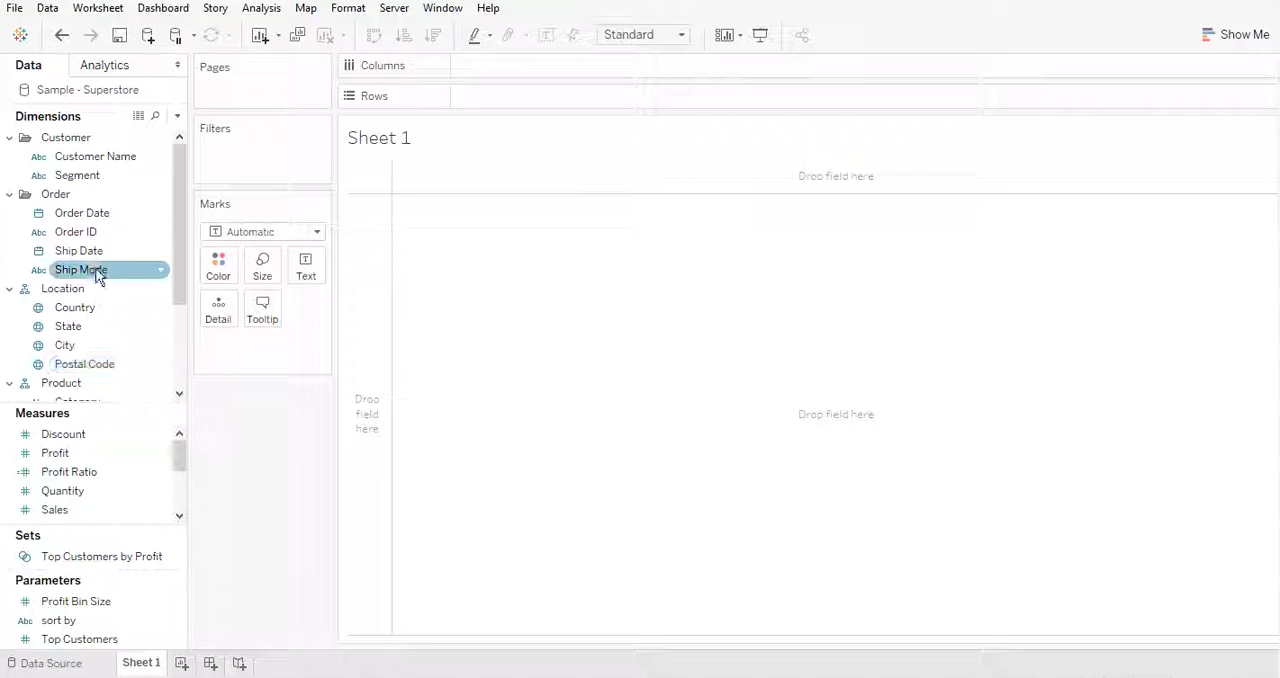 File Data Worksheet Dashboard Story Analysis Map Format Server Window Help
Standard
Show Me
Data Analytics
Sample - Superstore
Dimensions
Customer
Abc Customer Name
Abc Segment
Order
Order Date
Abc Order ID
Ship Date
Abc Ship Mode
Location
Country
State
City
Postal Code
Product
Measures
Discount
Profit
Profit Ratio
Quantity
Sales
Sets
Top Customers by Profit
Parameters
Profit Bin Size
Abc sort by
Top Customers
Pages
Filters
Marks
Automatic
Color Size Text
Detail Tooltip
Columns
Rows
Sheet 1
Drop field here
Drop
field
here
Drop field here
Data Source Sheet 1